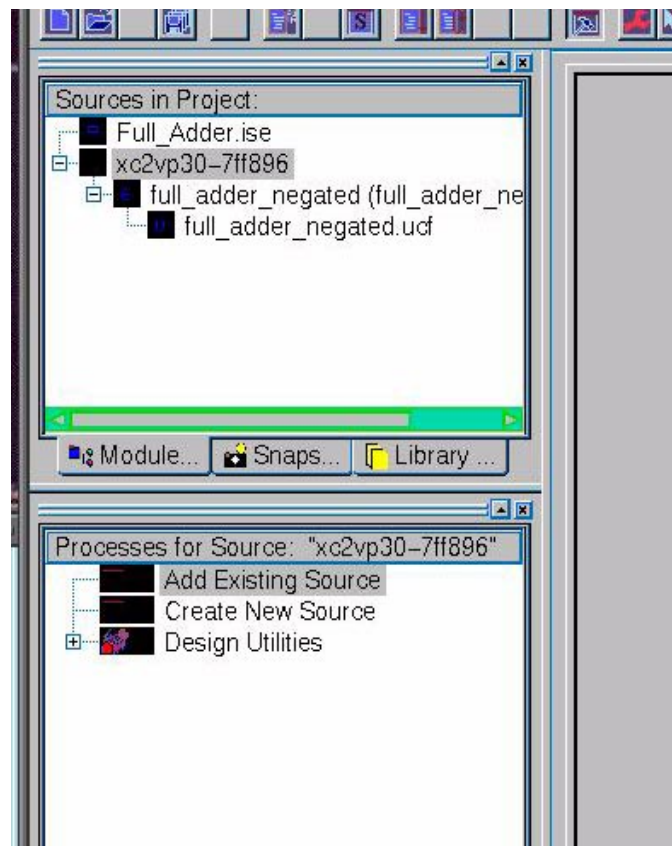 S
Sources in Project:
Full_Adder.ise
xc2vp30-7ff896
full_adder_negated (full_adder_ne
full_adder_negated.ucf
Module... Snaps... Library ...
Processes for Source: "xc2vp30-7ff896"
Add Existing Source
Create New Source
Design Utilities